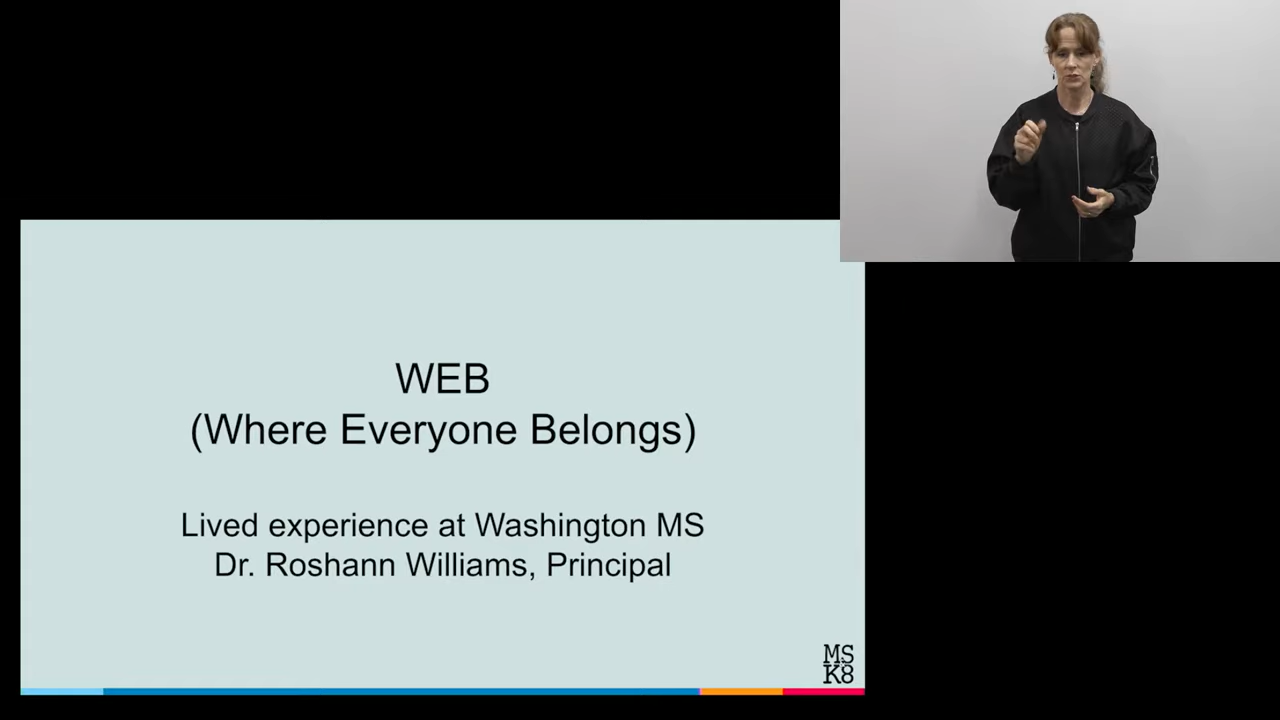 WEB
(Where Everyone Belongs)
Lived experience at Washington MS
Dr. Roshann Williams, Principal
MS
K8